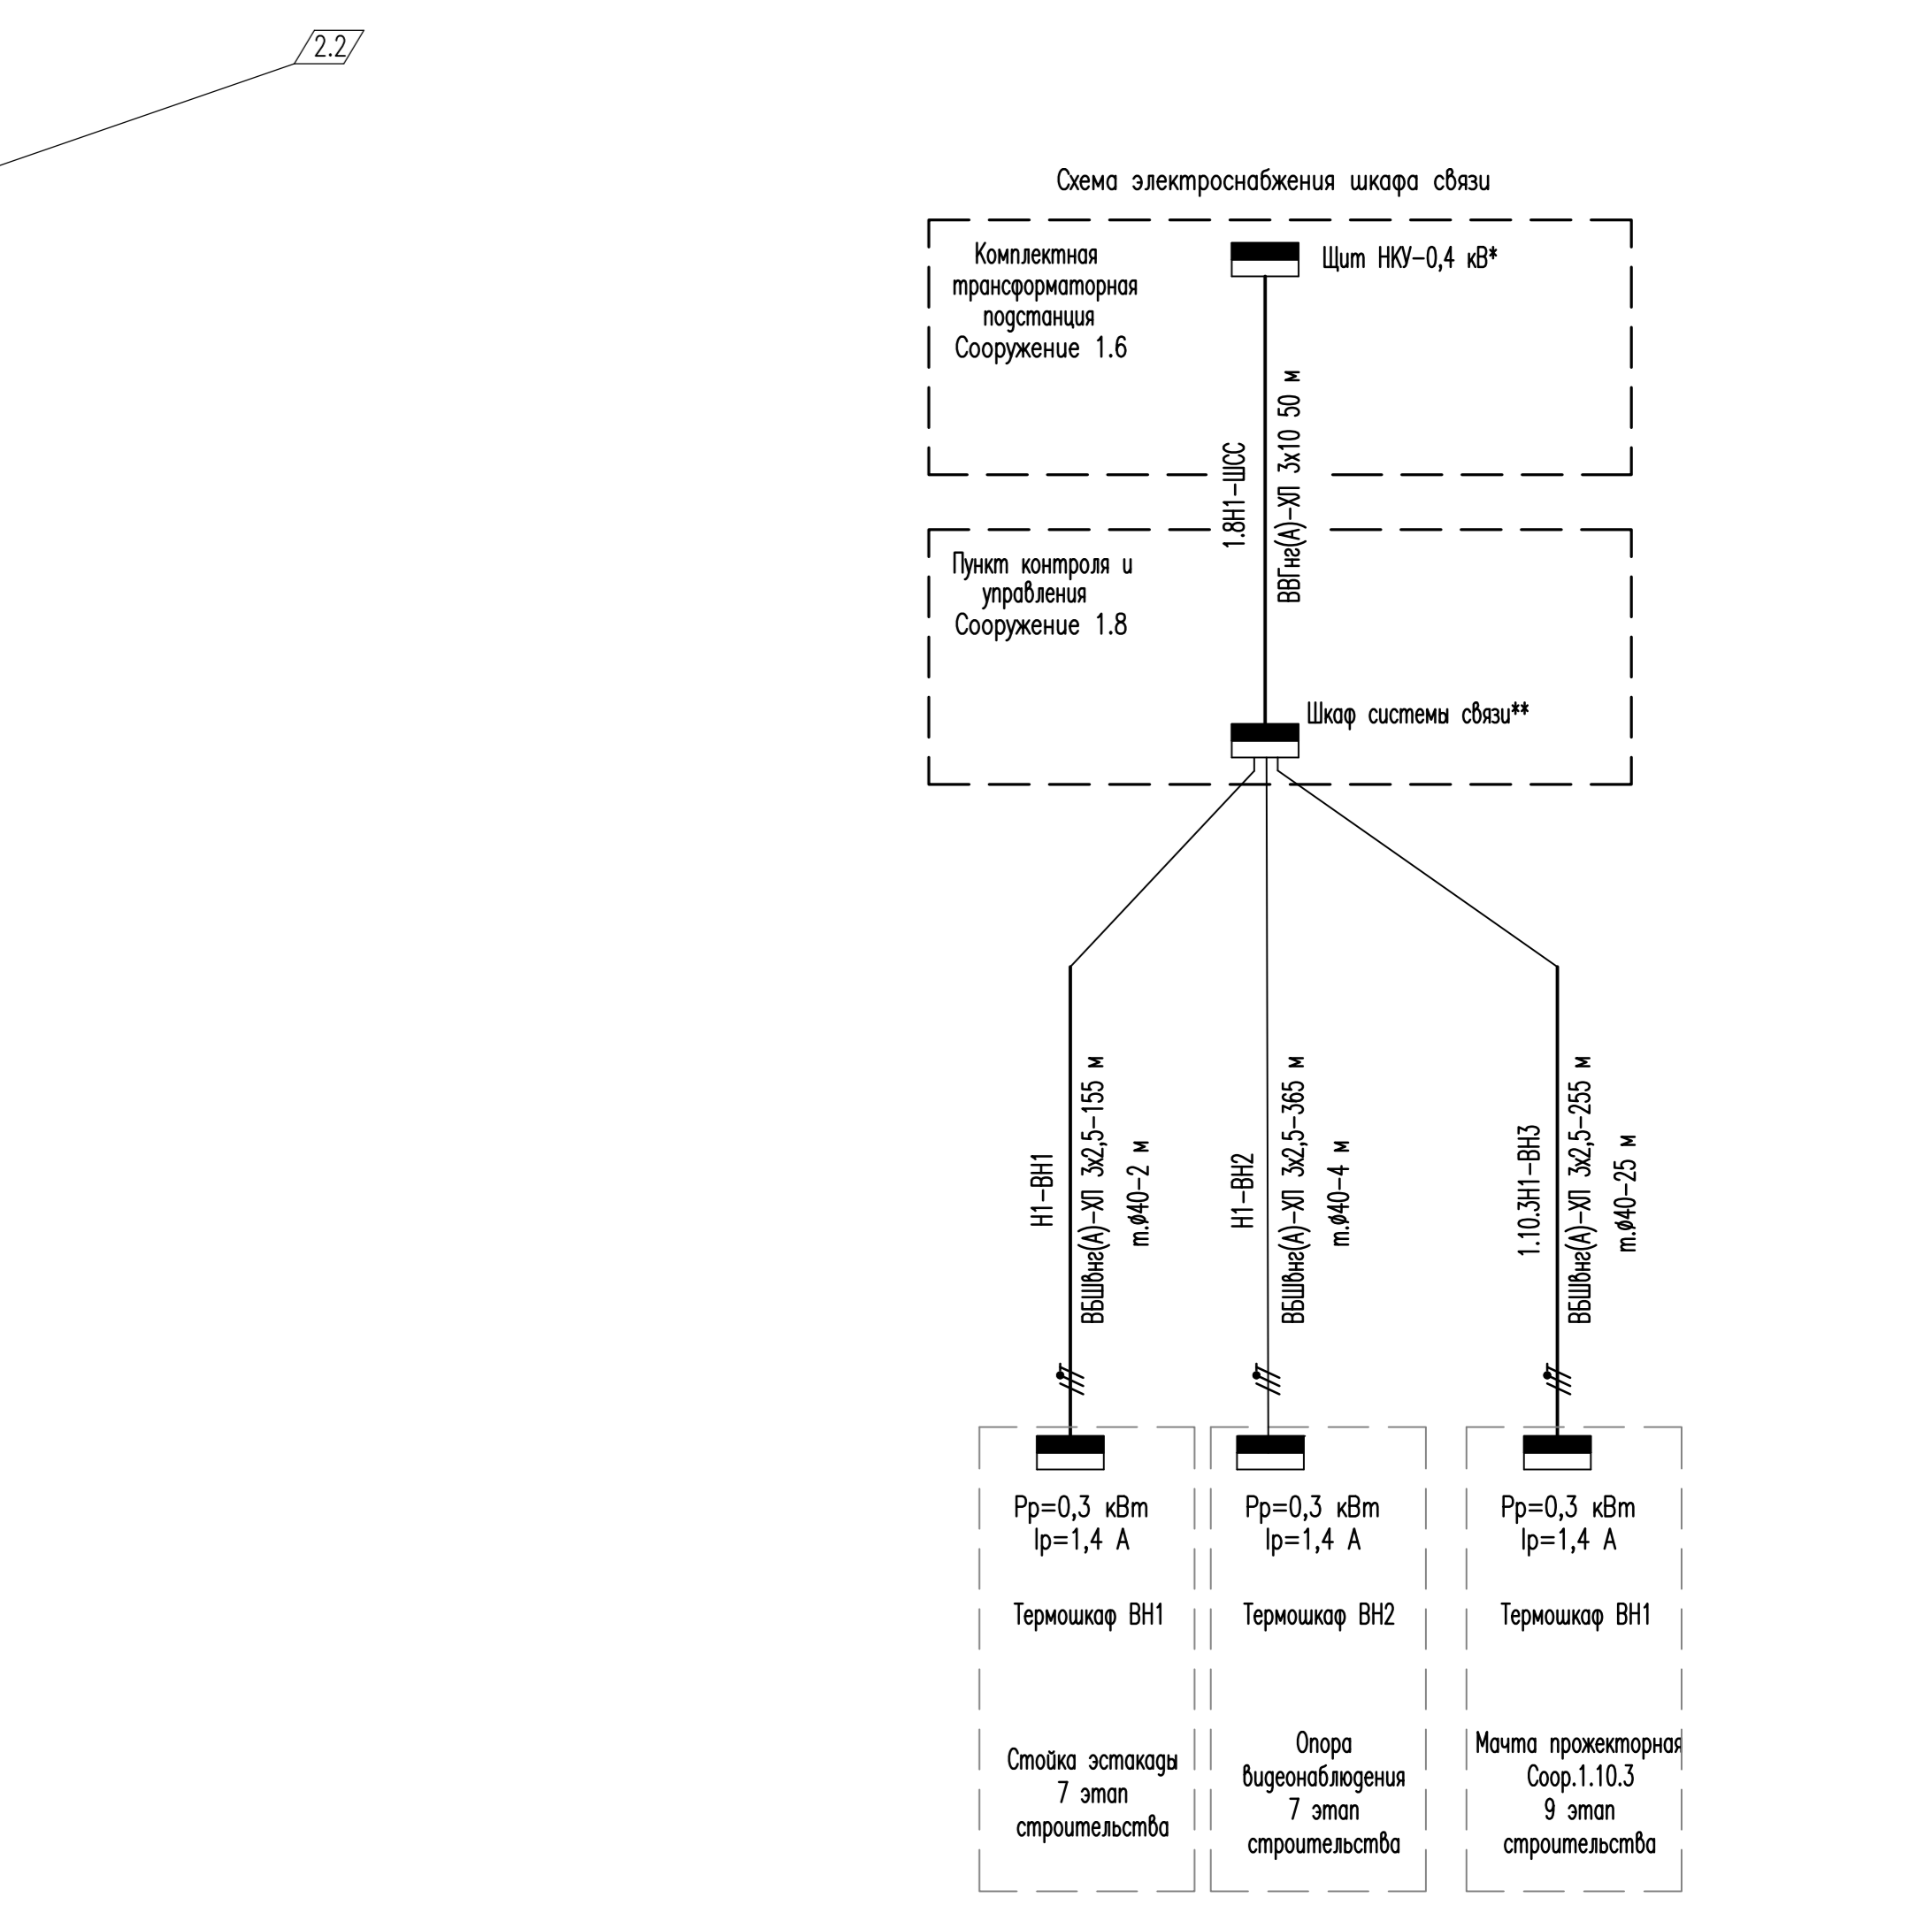 2.2
Схема электроснабжения шкафа связи
Комплектная
трансформаторная
подстанция
Сооружение 1.6
Щит НКУ-0,4 кВ*
1.8Н1-ШСС
ВВГнг(А)-ХЛ 3х10 50 м
Пункт контроля и
управления
Сооружение 1.8
Шкаф системы связи**
Н1-ВН1
ВБШвнг(А)-ХЛ 3х2,5-155 м
т.ø40-2 м
Н1-ВН2
ВБШвнг(А)-ХЛ 3х2,5-365 м
т.ø40-4 м
1.10.3Н1-ВН3
ВБШвнг(А)-ХЛ 3х2,5-255 м
т.ø40-25 м
Рр=0,3 кВт
Iр=1,4 А
Термошкаф ВН1
Стойка эстакады
7 этап
строительства
Рр=0,3 кВт
Iр=1,4 А
Термошкаф ВН2
Опора
видеонаблюдения
7 этап
строительства
Рр=0,3 кВт
Iр=1,4 А
Термошкаф ВН1
Мачта прожекторная
Соор.1.10.3
9 этап
строительства